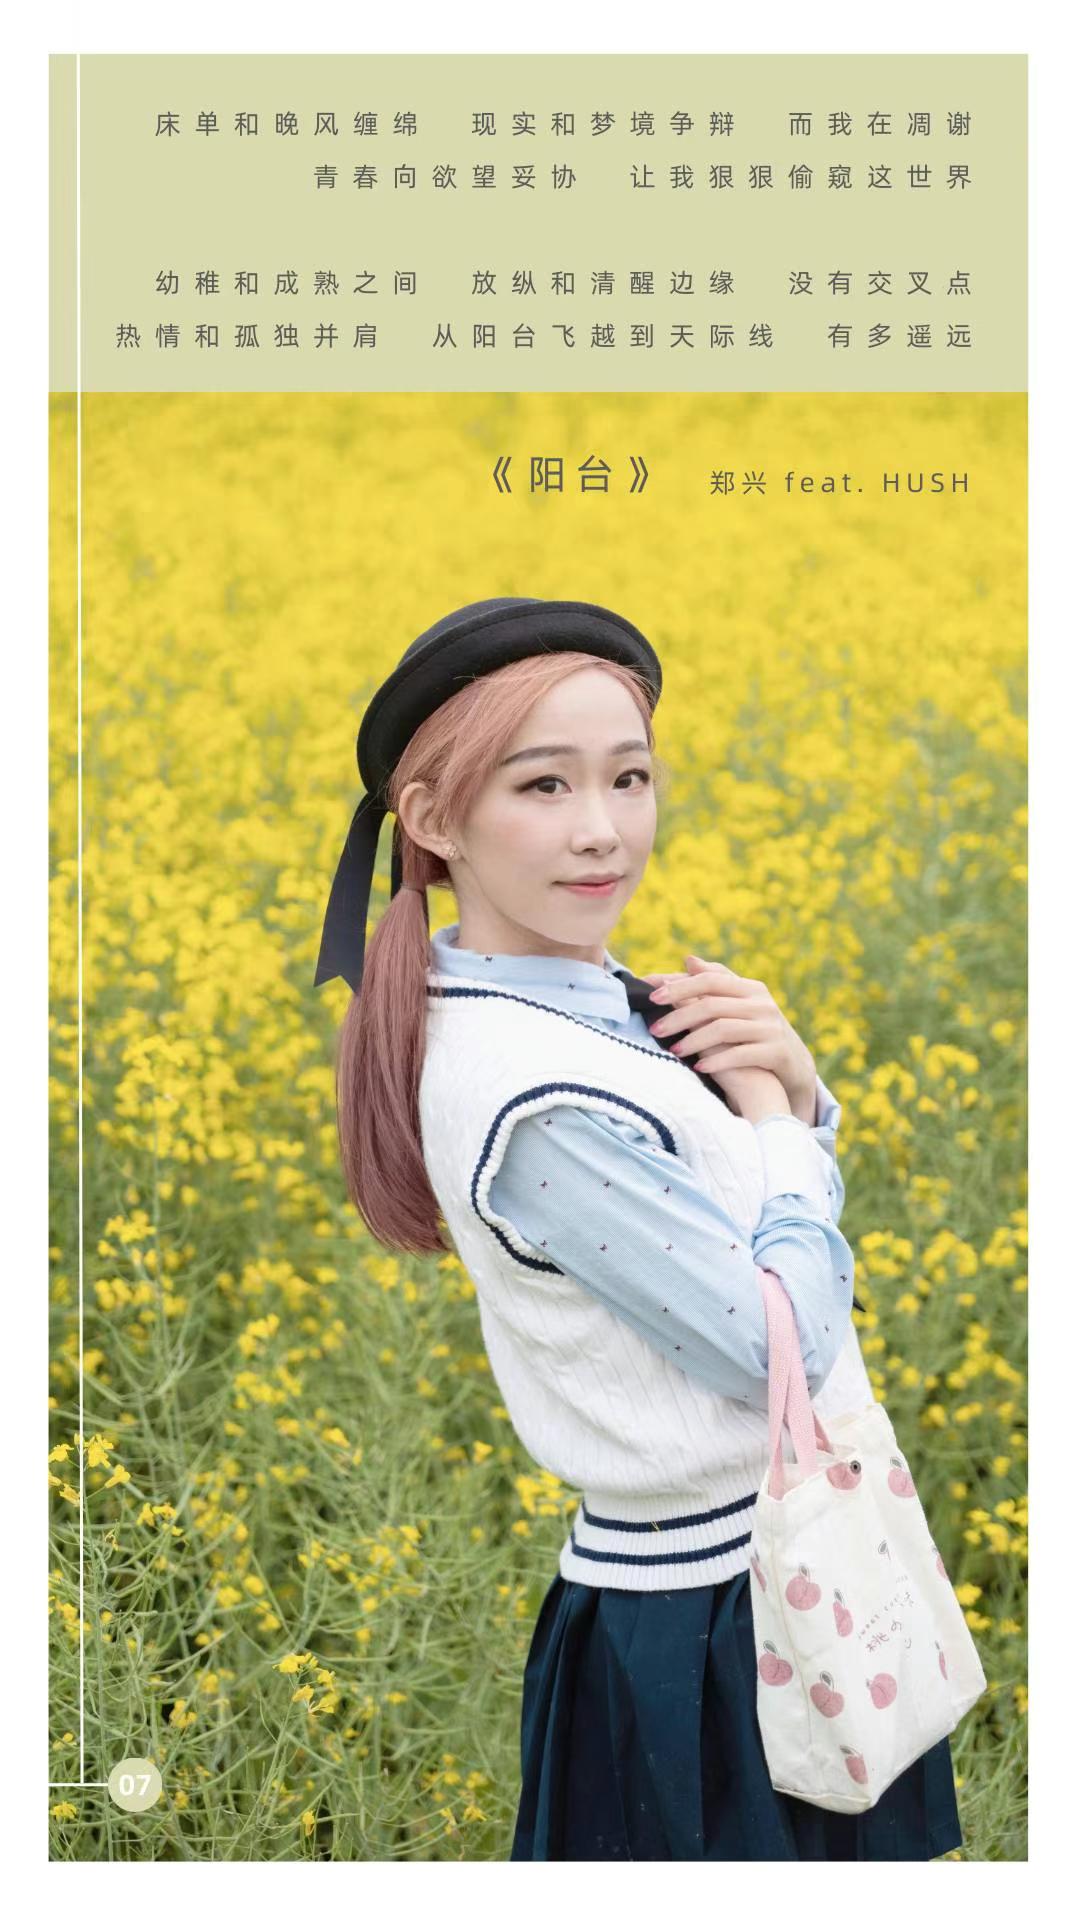 床单和晚风缠绵 现实和梦境争辩 而我在凋谢
青春向欲望妥协 让我狠狠偷窥这世界
幼稚和成熟之间 放纵和清醒边缘 没有交叉点
热情和孤独并肩 从阳台飞越到天际线 有多遥远
《阳台》 郑兴 feat. HUSH
07